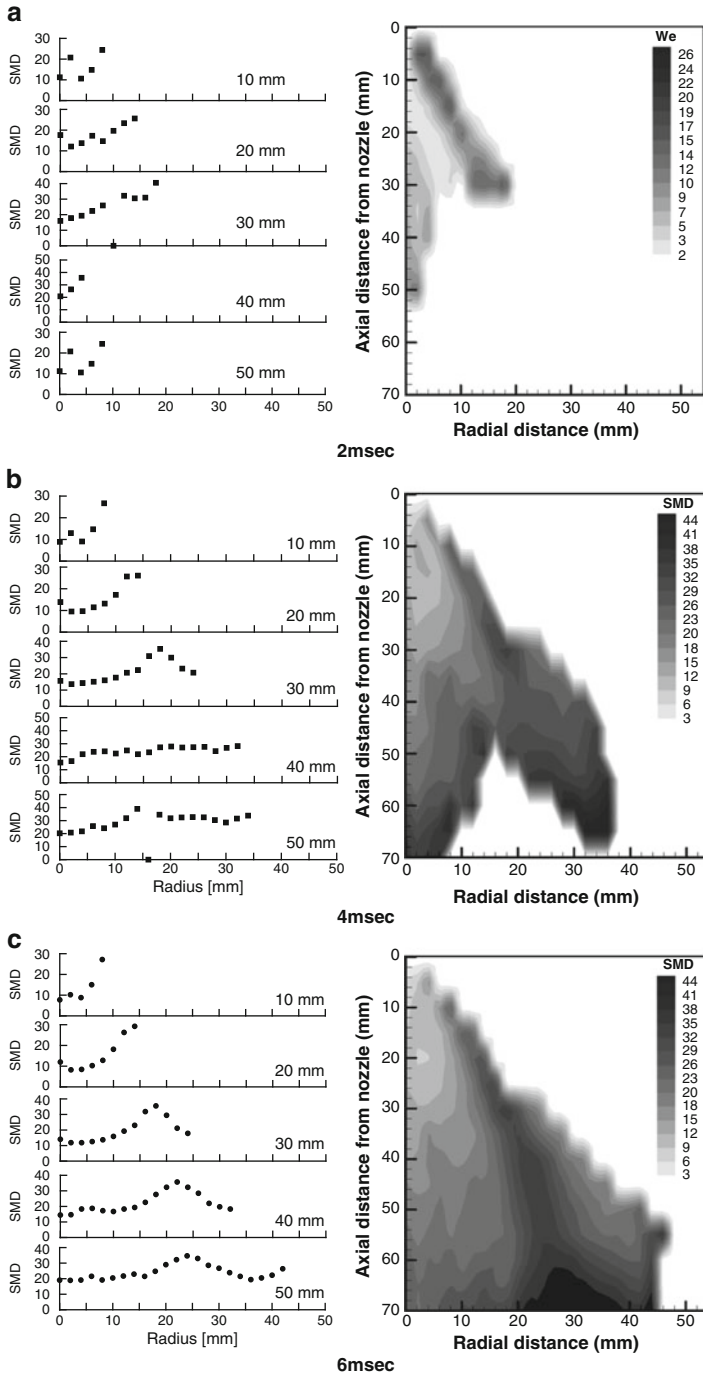 a
SMD
30
20
10
0
10 mm
SMD
30
20
10
0
20 mm
SMD
40
30
20
10
0
30 mm
SMD
50
40
30
20
10
0
40 mm
SMD
30
20
10
0
50 mm
0 10 20 30 40 50
Axial distance from nozzle (mm)
0
10
20
30
40
50
60
70
We
26
24
22
20
19
17
15
14
12
10
9
7
5
3
2
0 10 20 30 40 50
Radial distance (mm)
2msec
b
SMD
30
20
10
0
10 mm
SMD
30
20
10
0
20 mm
SMD
40
30
20
10
0
30 mm
SMD
50
40
30
20
10
0
40 mm
SMD
50
40
30
20
10
0
50 mm
0 10 20 30 40 50
Radius [mm]
Axial distance from nozzle (mm)
0
10
20
30
40
50
60
70
SMD
44
41
38
35
32
29
26
23
20
18
15
12
9
6
3
0 10 20 30 40 50
Radial distance (mm)
4msec
c
SMD
30
20
10
0
10 mm
SMD
30
20
10
0
20 mm
SMD
40
30
20
10
0
30 mm
SMD
40
30
20
10
0
40 mm
SMD
40
30
20
10
0
50 mm
0 10 20 30 40 50
Radius [mm]
Axial distance from nozzle (mm)
0
10
20
30
40
50
60
70
SMD
44
41
38
35
32
29
26
23
20
18
15
12
9
6
3
0 10 20 30 40 50
Radial distance (mm)
6msec